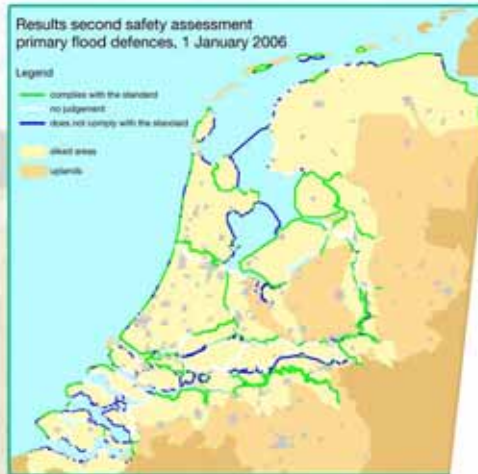 Results second safety assessment
primary flood defences, 1 January 2006
Legend
complies with the standard
no judgement
does not comply with the standard
diked areas
uplands